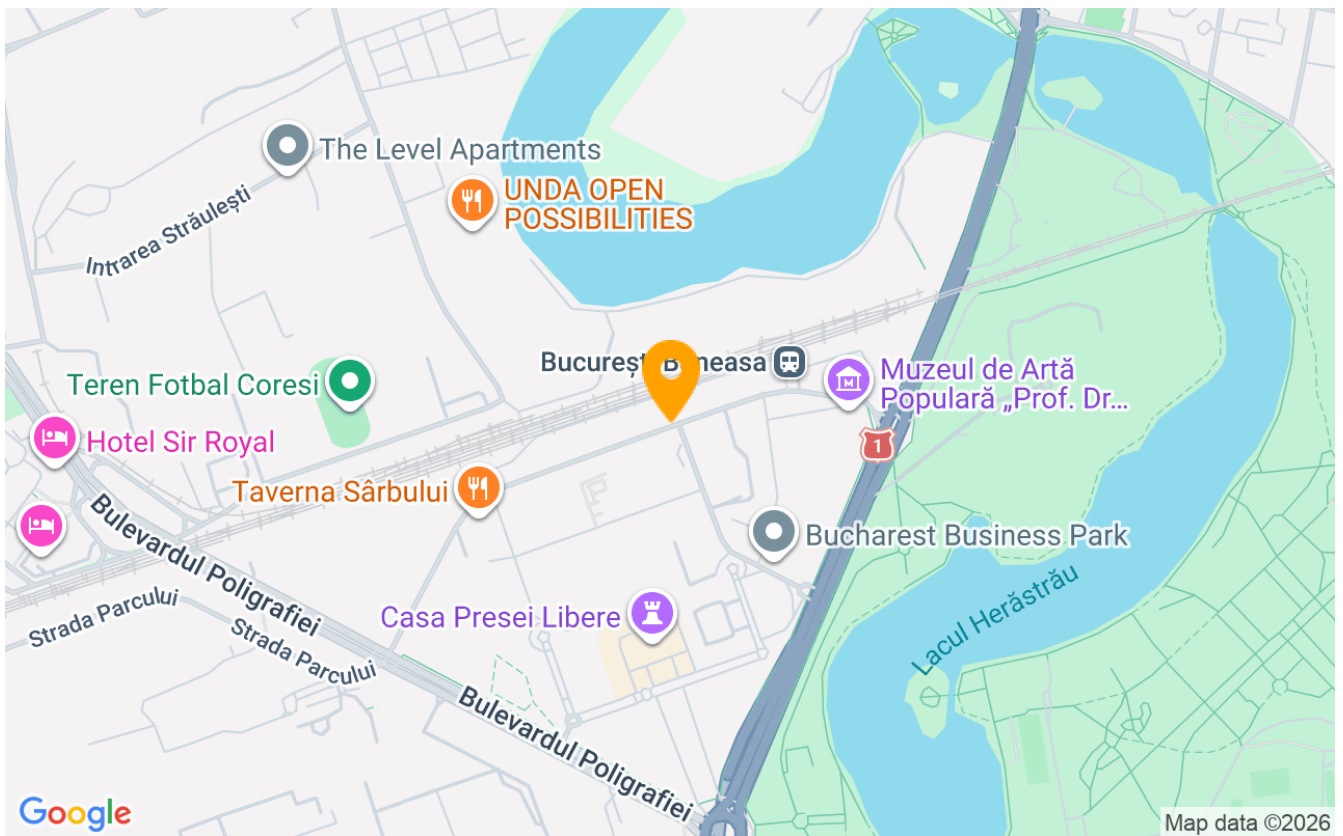 The Level Apartments
UNDA OPEN
POSSIBILITIES
Intrarea Străulești
București Băneasa
Muzeul de Artă
Populară „Prof. Dr...
Teren Fotbal Coresi
Hotel Sir Royal
1
Taverna Sârbului
Bucharest Business Park
Bulevardul Poligrafiei
Lacul Herăstrău
Strada Parcului
Strada Parcului
Casa Presei Libere
Bulevardul Poligrafiei
Google
Map data ©2026